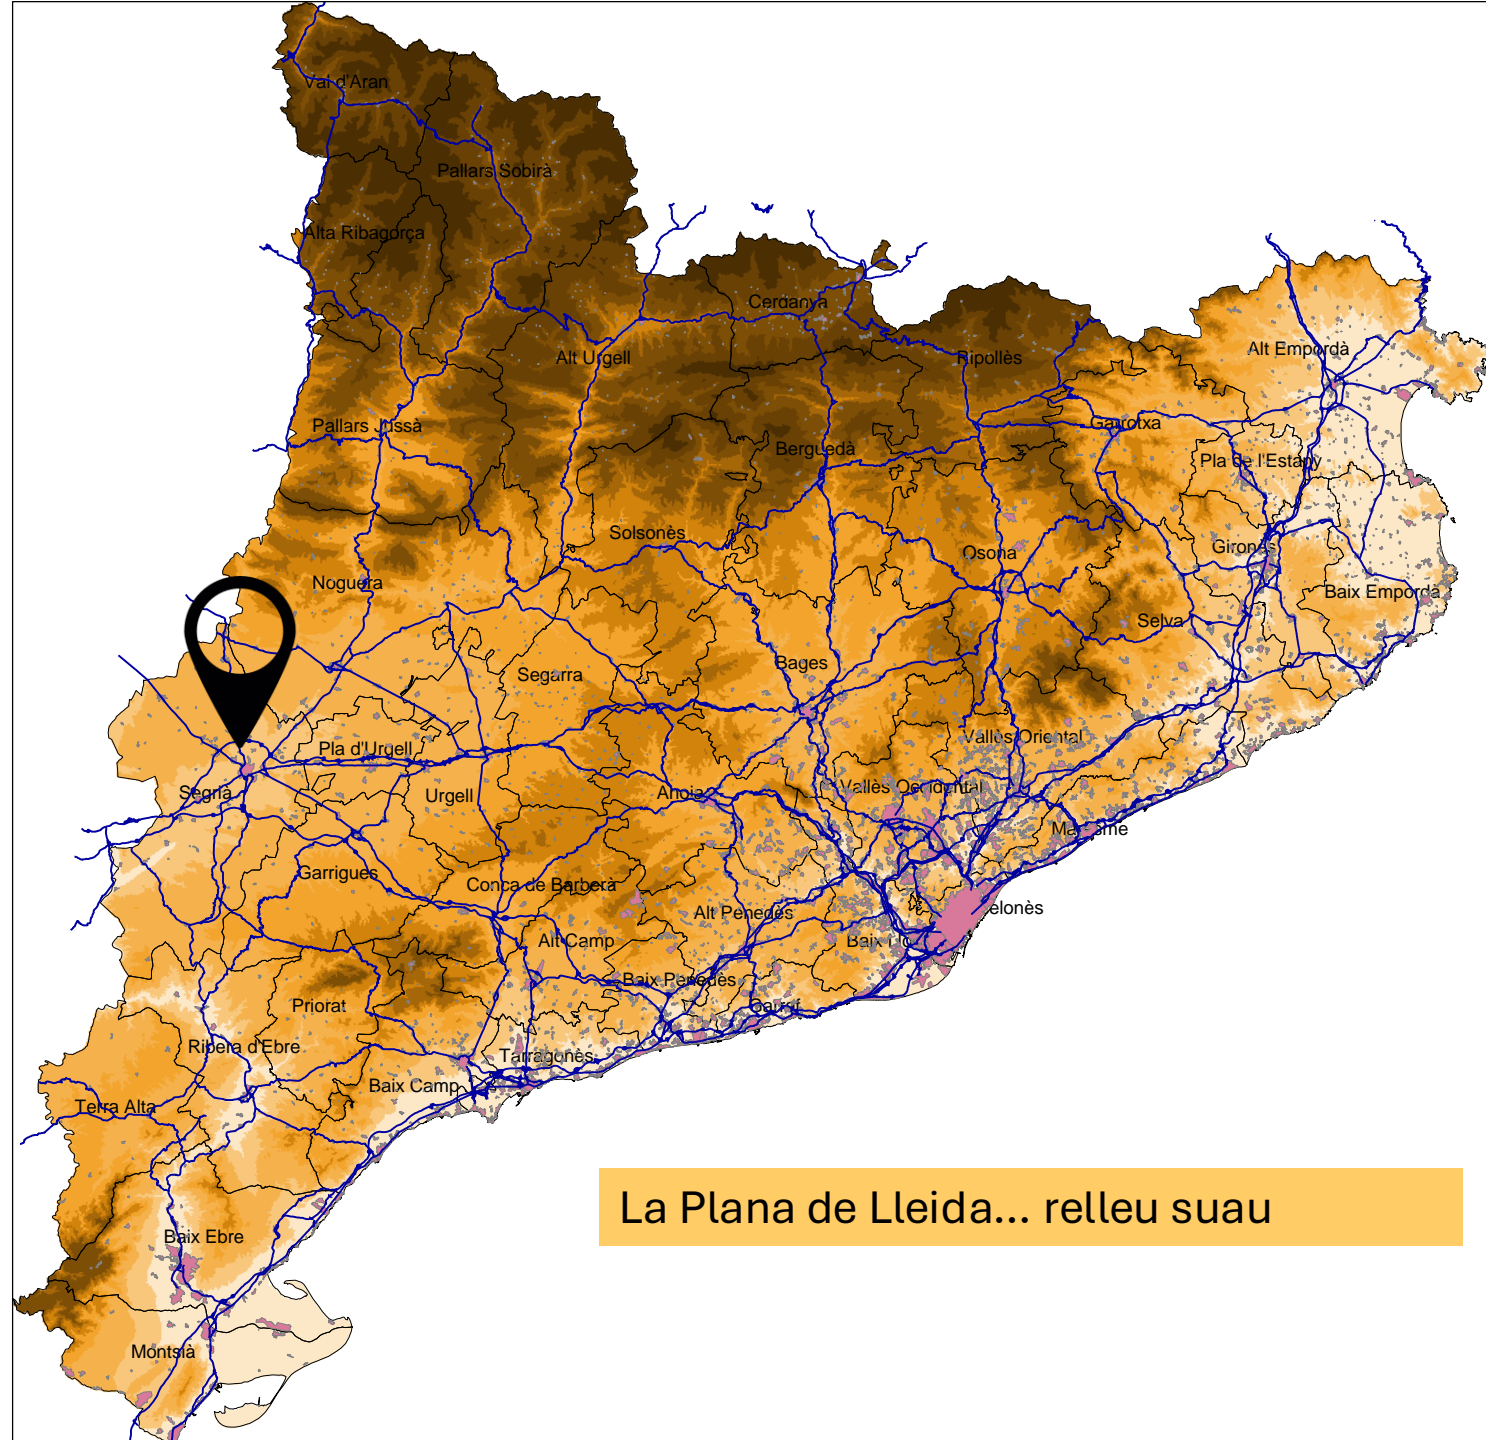 Val d'Aran
Pallars Sobirà
Alta Ribagorça
Cerdanya
Alt Urgell
Ripollès
Alt Empordà
Pallars Jussà
Garrotxa
Berguedà
Pla de l'Estany
Solsonès
Osona
Gironès
Noguera
Baix Empordà
Selva
Bages
Segarra
Vallès Oriental
Pla d'Urgell
Vallès Occidental
Segrià
Urgell
Anoia
Maresme
Garrigues
Conca de Barberà
elonès
Alt Penedès
Alt Camp
Baix Llo
Baix Penedès
Priorat
Garraf
Ribera d'Ebre
Tarragonès
Baix Camp
Terra Alta
La Plana de Lleida... relleu suau
Baix Ebre
Montsià